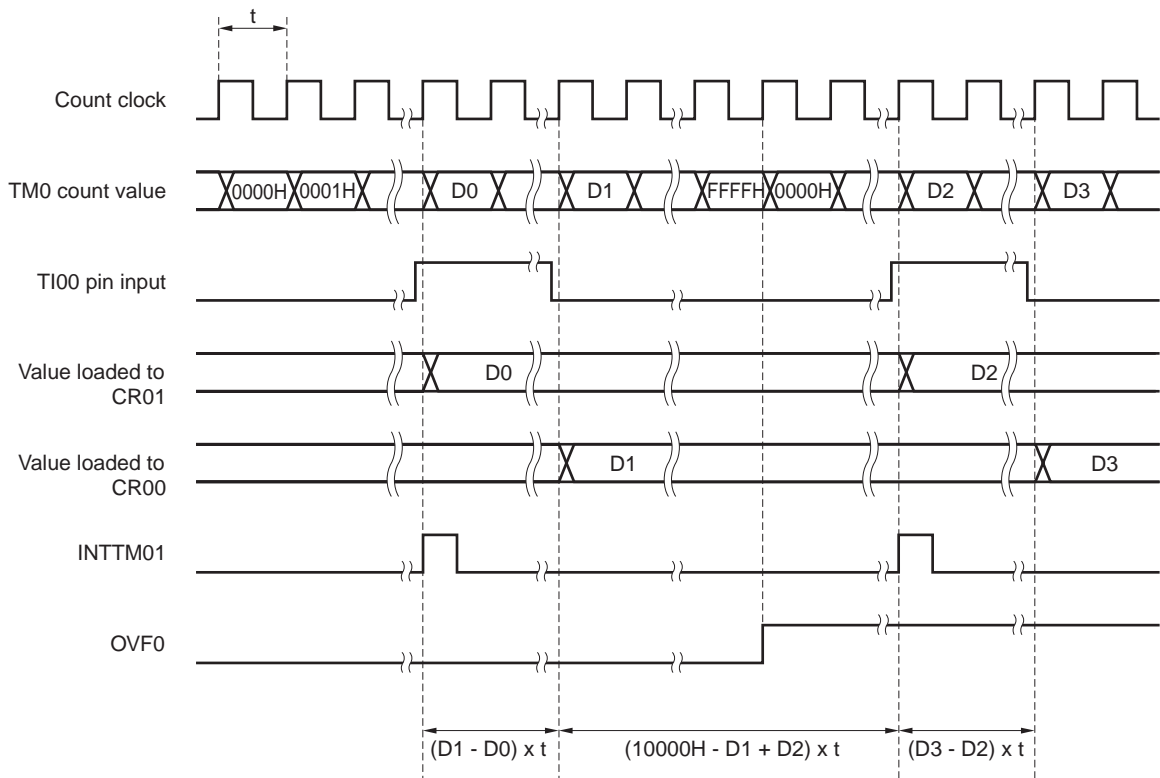 t
Count clock
TM0 count value
0000H 0001H D0 D1 FFFFH 0000H D2 D3
TI00 pin input
Value loaded to
CR01
D0 D2
Value loaded to
CR00
D1 D3
INTTM01
OVF0
(D1 - D0) x t (10000H - D1 + D2) x t (D3 - D2) x t